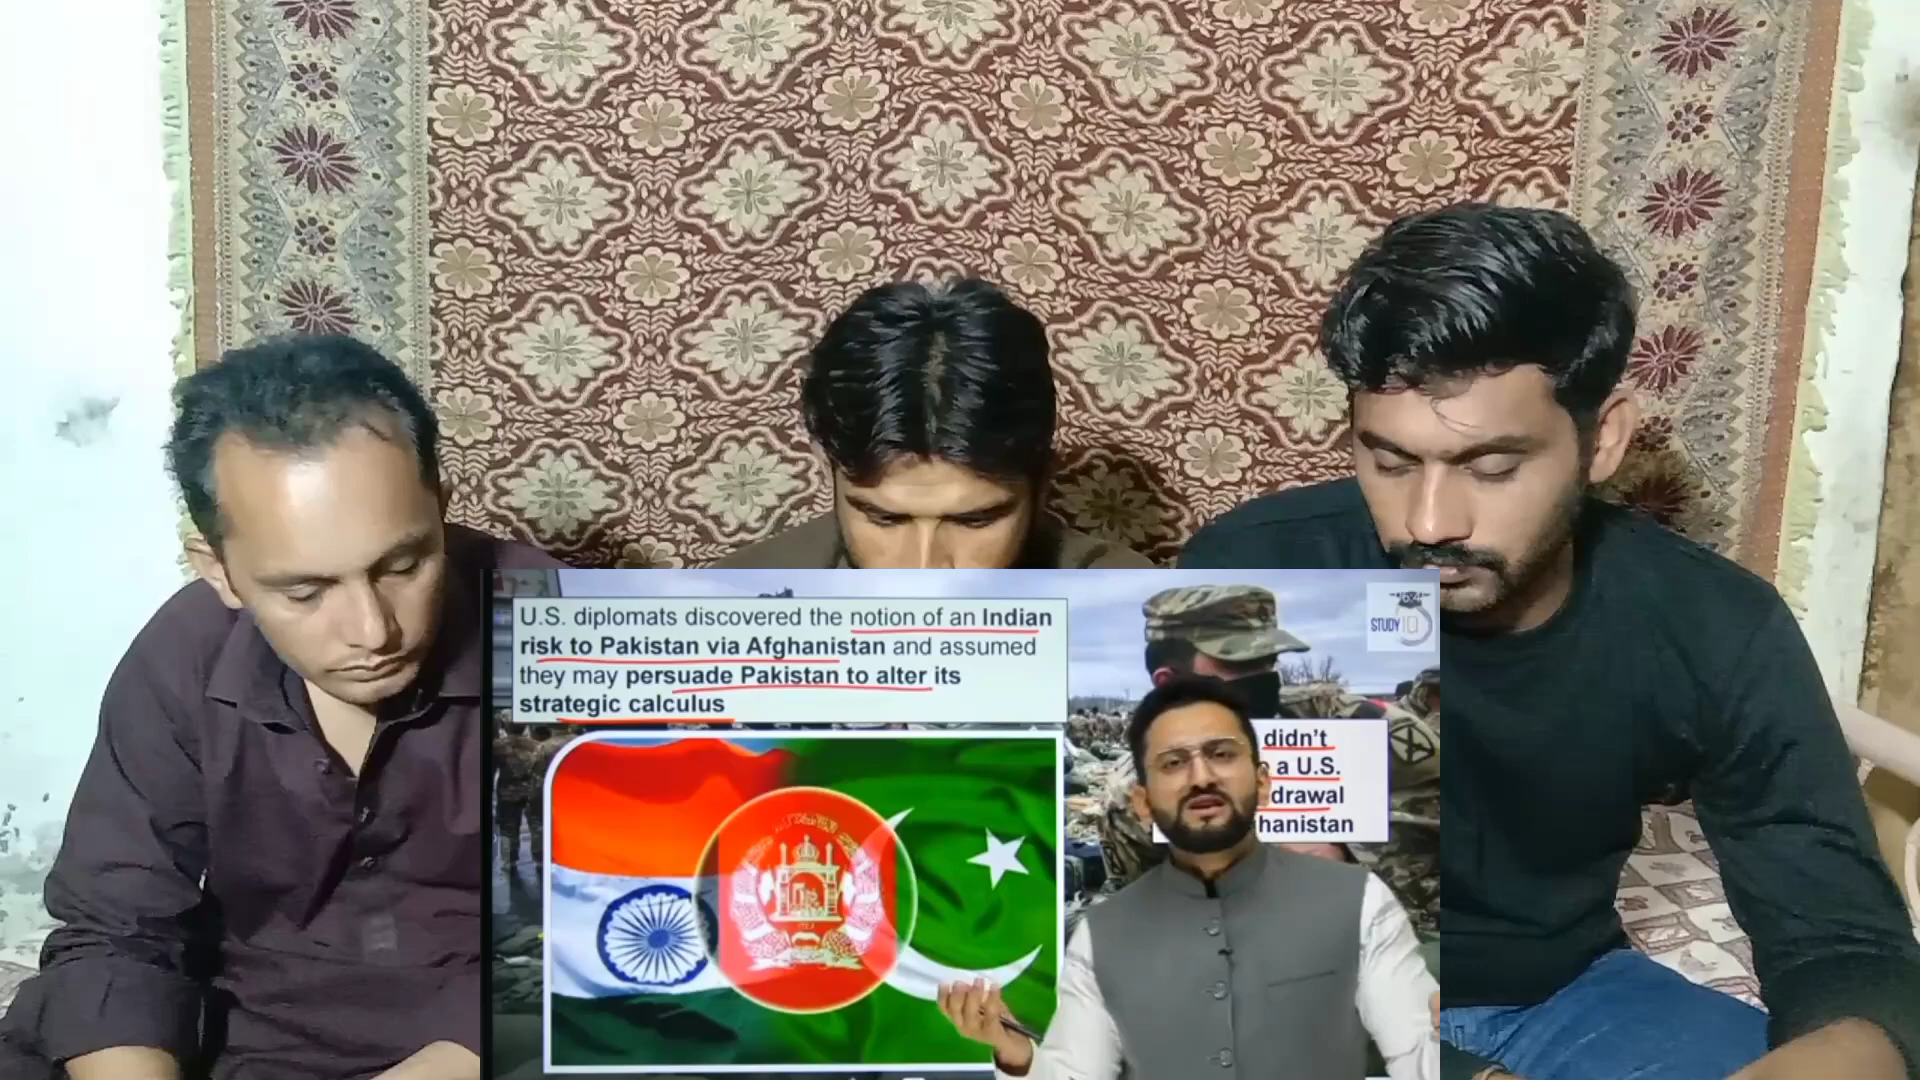 U.S. diplomats discovered the notion of an Indian
risk to Pakistan via Afghanistan and assumed
they may persuade Pakistan to alter its
strategic calculus
STUDY
didn't
a U.S.
drawal
hanistan